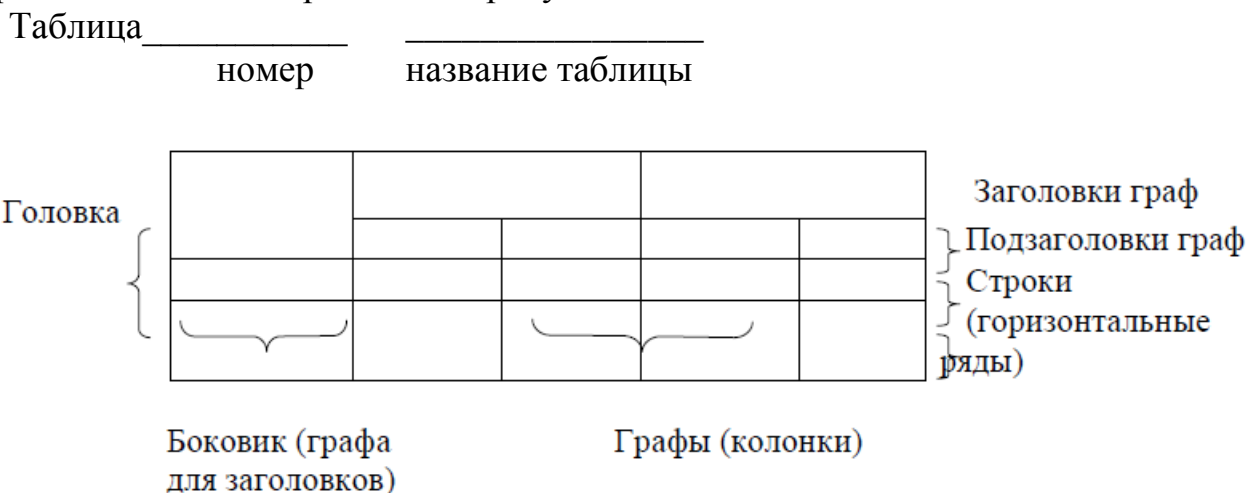 Таблица___________ ________________
номер название таблицы
Головка
Заголовки граф
Подзаголовки граф
Строки
(горизонтальные
ряды)
Боковик (графа
для заголовков)
Графы (колонки)